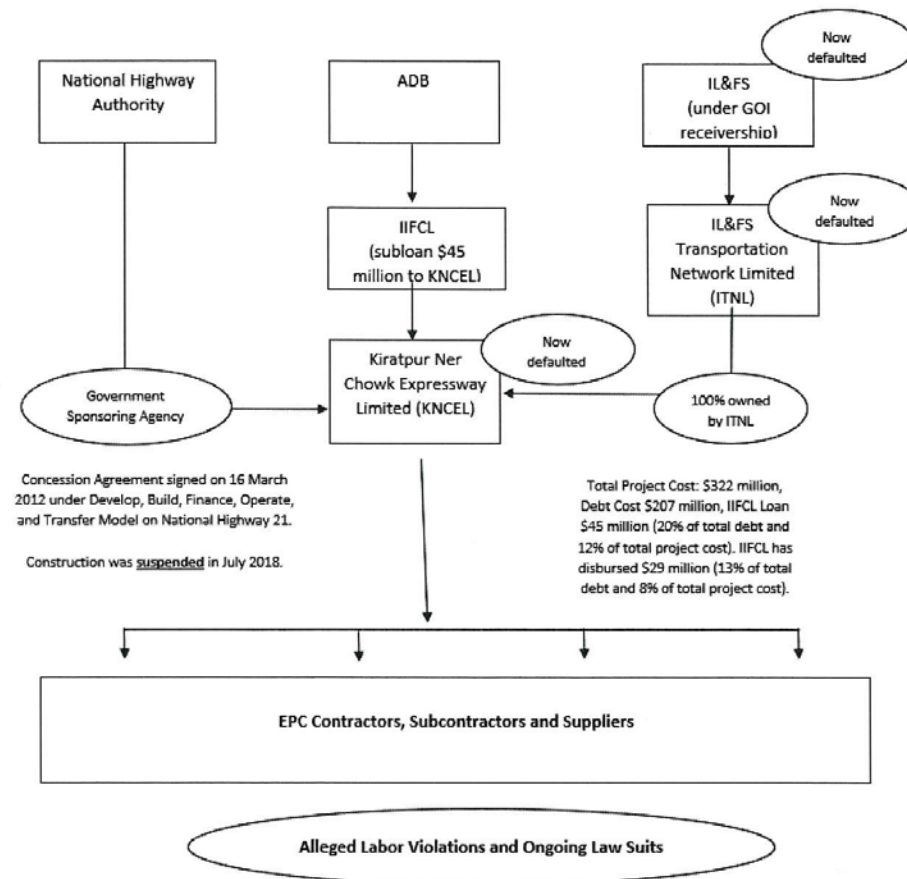 National Highway
Authority
ADB
Now
defaulted
IL&FS
(under GOI
receivership)
IIFCL
(subloan $45
million to KNCEL)
Now
defaulted
IL&FS
Transportation
Network Limited
(ITNL)
Government
Sponsoring Agency
Kiratpur Ner
Chowk Expressway
Limited (KNCEL)
Now
defaulted
100% owned
by ITNL
Concession Agreement signed on 16 March
2012 under Develop, Build, Finance, Operate,
and Transfer Model on National Highway 21.
Construction was suspended in July 2018.
Total Project Cost: $322 million,
Debt Cost $207 million, IIFCL Loan
$45 million (20% of total debt and
12% of total project cost). IIFCL has
disbursed $29 million (13% of total
debt and 8% of total project cost).
EPC Contractors, Subcontractors and Suppliers
Alleged Labor Violations and Ongoing Law Suits